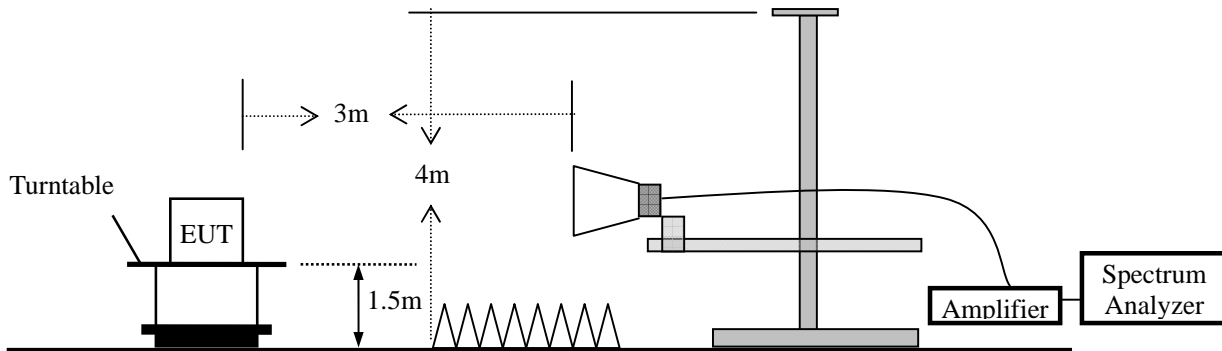 3m
4m
Turntable
EUT
1.5m
Spectrum
Analyzer
Amplifier